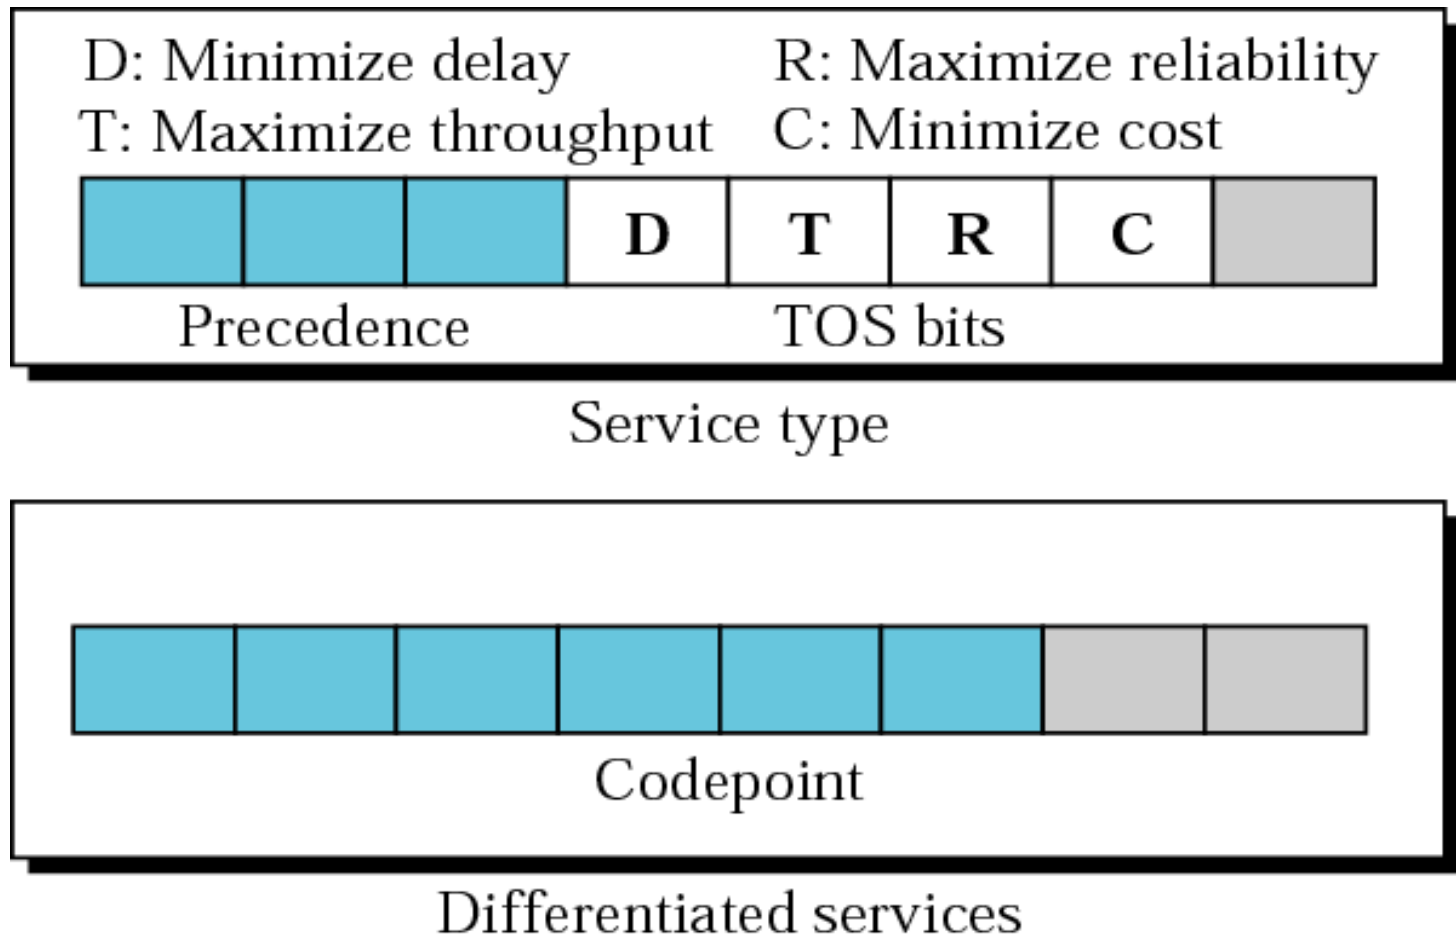 D: Minimize delay R: Maximize reliability
T: Maximize throughput C: Minimize cost
D T R C
Precedence TOS bits
Service type
Codepoint
Differentiated services